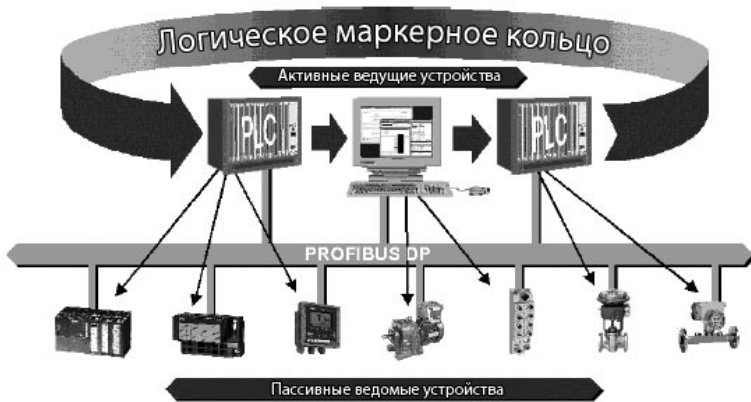 Логическое маркерное кольцо
Активные ведущие устройства
PLC
PLC
PROFIBUS DP
Пассивные ведомые устройства